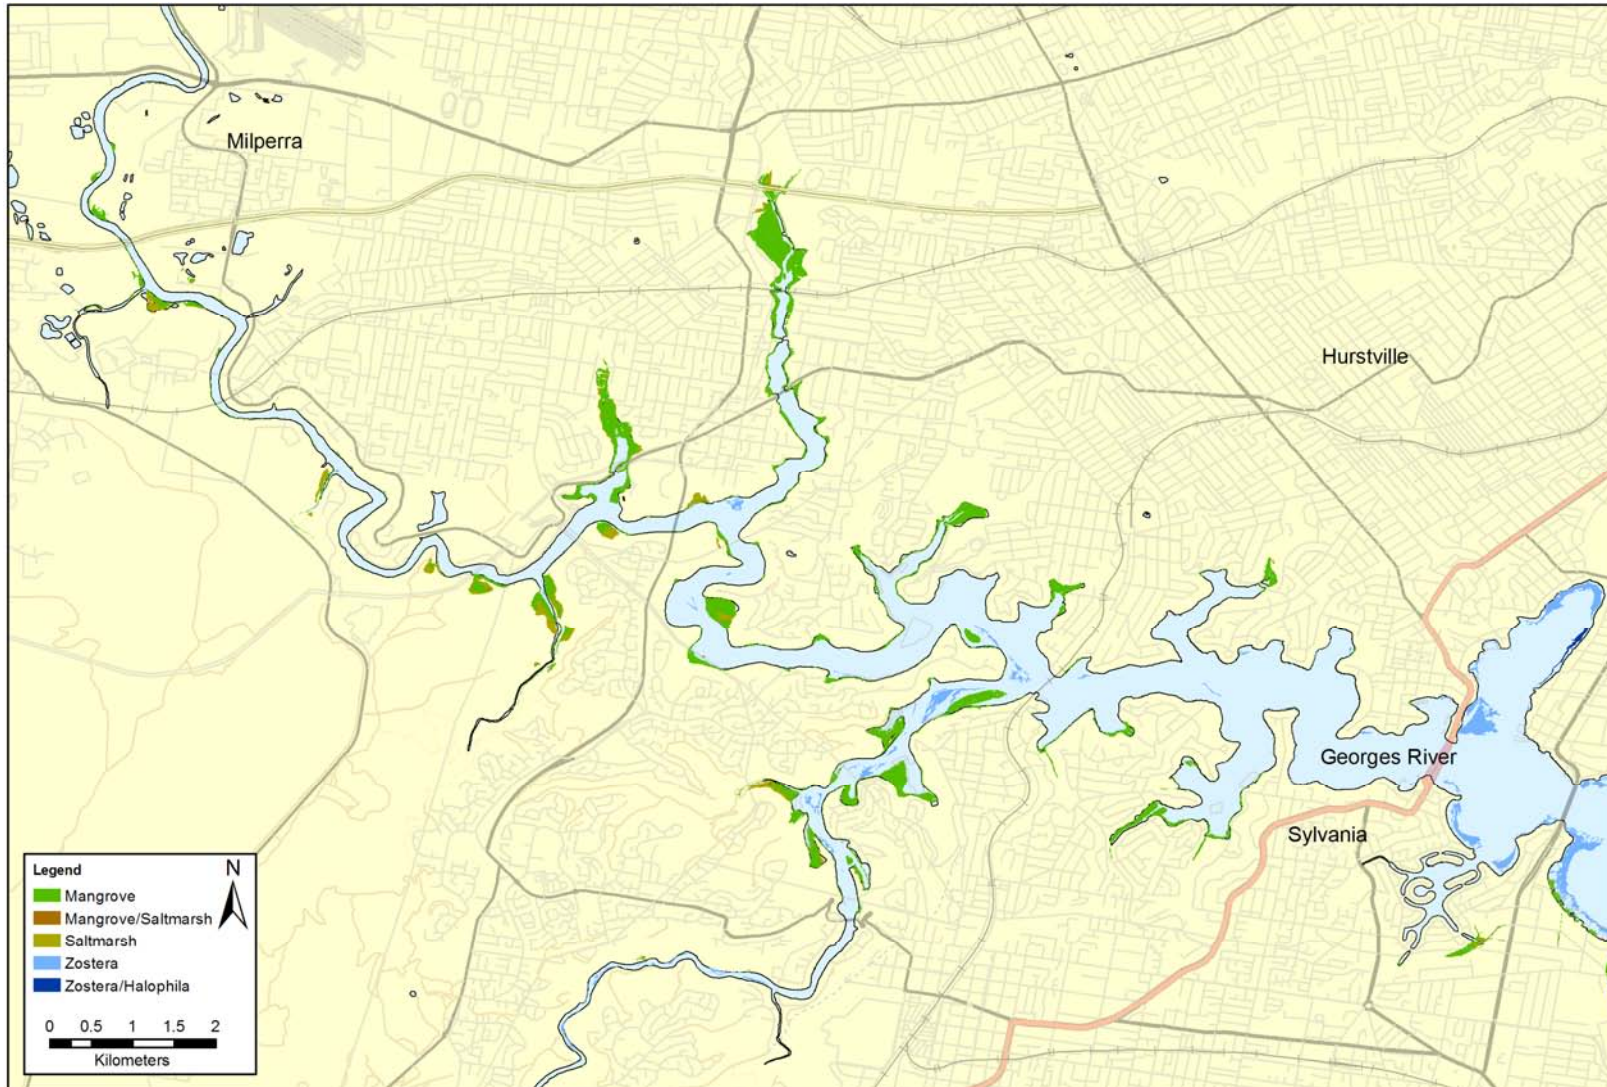 Milperra
Hurstville
Georges River
Sylvania
Legend
N
Mangrove
Mangrove/Saltmarsh
Saltmarsh
Zostera
Zostera/Halophila
0 0.5 1 1.5 2
Kilometers